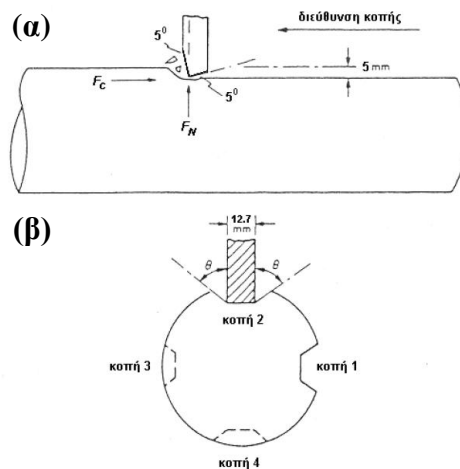 (α)
διεύθυνση κοπής
5⁰
5 mm
F_C
5⁰
F_N
(β)
12.7
mm
θ
θ
κοπή 2
κοπή 3
κοπή 1
κοπή 4